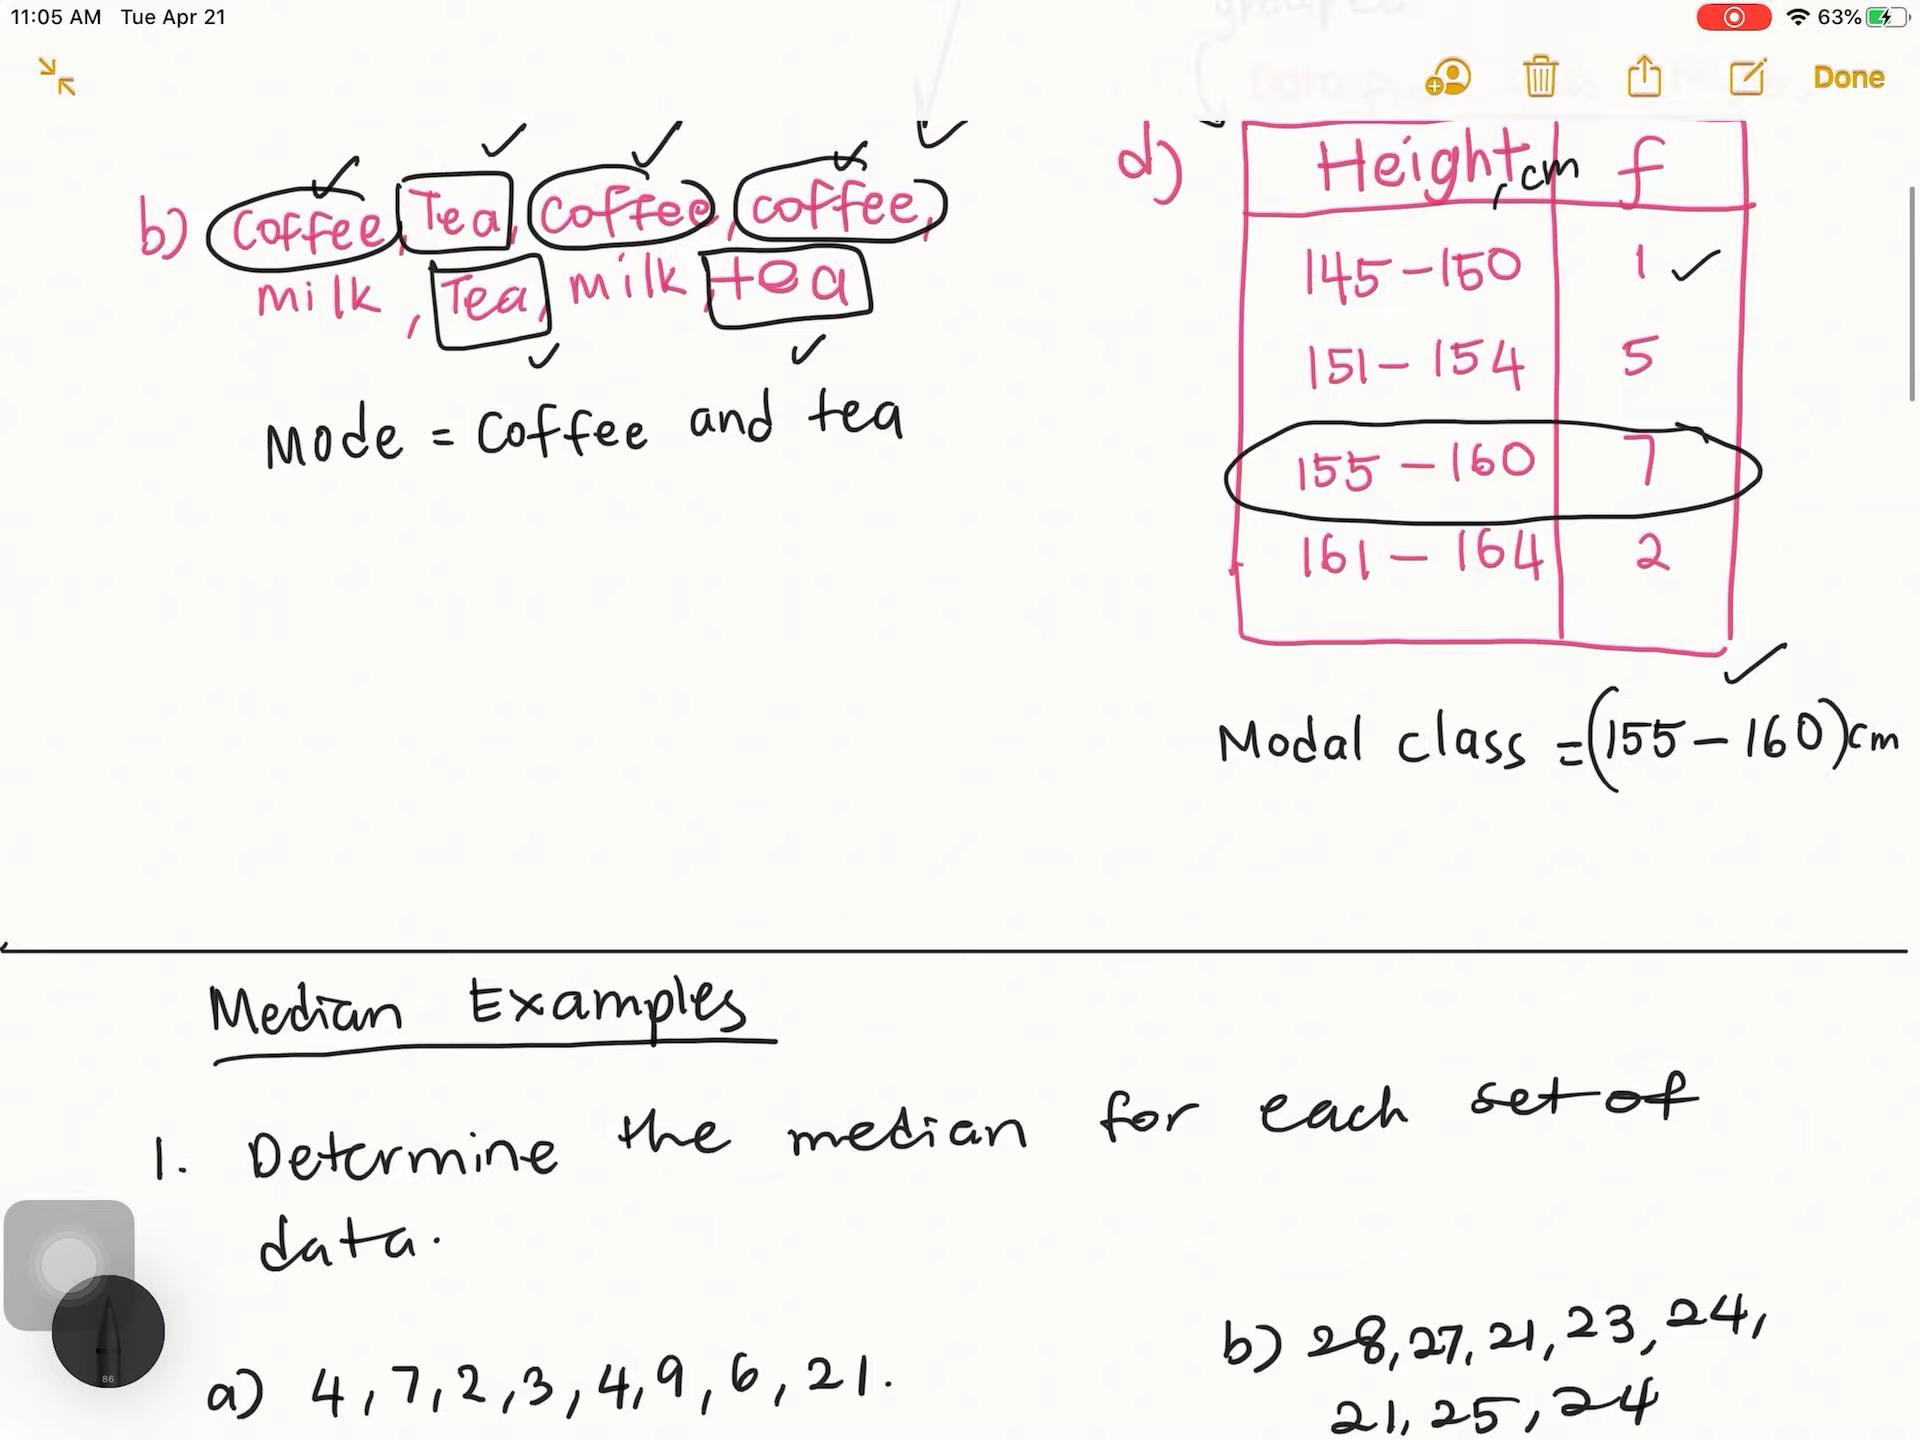 11:05 AM Tue Apr 21
63%
Done
b) Coffee, Tea, Coffee, coffee,
milk, Tea, milk, tea
Mode = Coffee and tea
d)
Height, cm f
145 – 150 1
151 – 154 5
155 – 160 7
161 – 164 2
Modal class = (155 – 160) cm
Median Examples
1. Determine the median for each set of
data.
a) 4, 7, 2, 3, 4, 9, 6, 21.
b) 28, 27, 21, 23, 24,
21, 25, 24
86